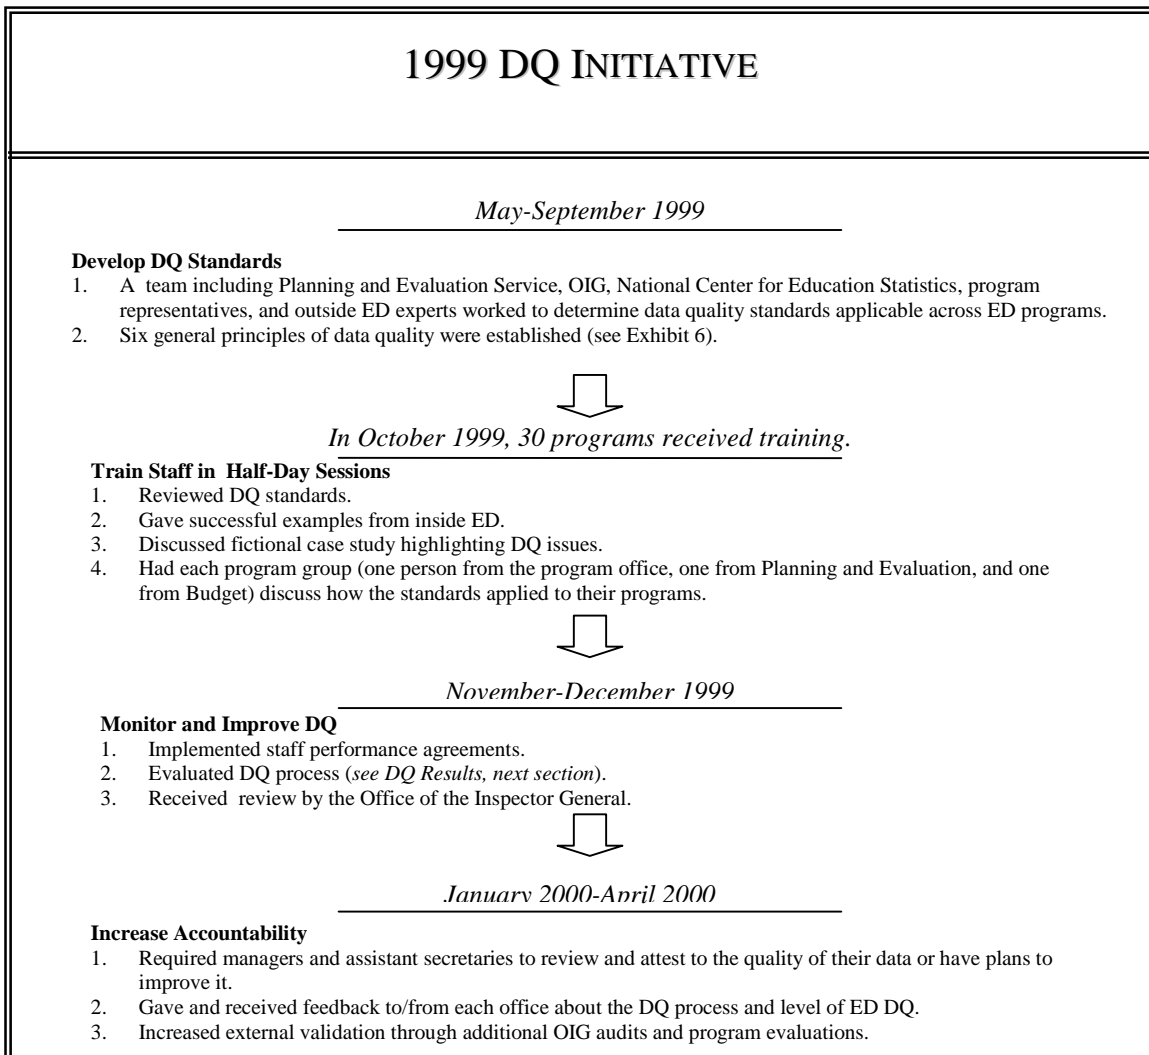 1999 DQ INITIATIVE
May-September 1999
Develop DQ Standards
1. A team including Planning and Evaluation Service, OIG, National Center for Education Statistics, program
representatives, and outside ED experts worked to determine data quality standards applicable across ED programs.
2. Six general principles of data quality were established (see Exhibit 6).
In October 1999, 30 programs received training.
Train Staff in Half-Day Sessions
1. Reviewed DQ standards.
2. Gave successful examples from inside ED.
3. Discussed fictional case study highlighting DQ issues.
4. Had each program group (one person from the program office, one from Planning and Evaluation, and one
from Budget) discuss how the standards applied to their programs.
November-December 1999
Monitor and Improve DQ
1. Implemented staff performance agreements.
2. Evaluated DQ process (see DQ Results, next section).
3. Received review by the Office of the Inspector General.
January 2000-April 2000
Increase Accountability
1. Required managers and assistant secretaries to review and attest to the quality of their data or have plans to
improve it.
2. Gave and received feedback to/from each office about the DQ process and level of ED DQ.
3. Increased external validation through additional OIG audits and program evaluations.